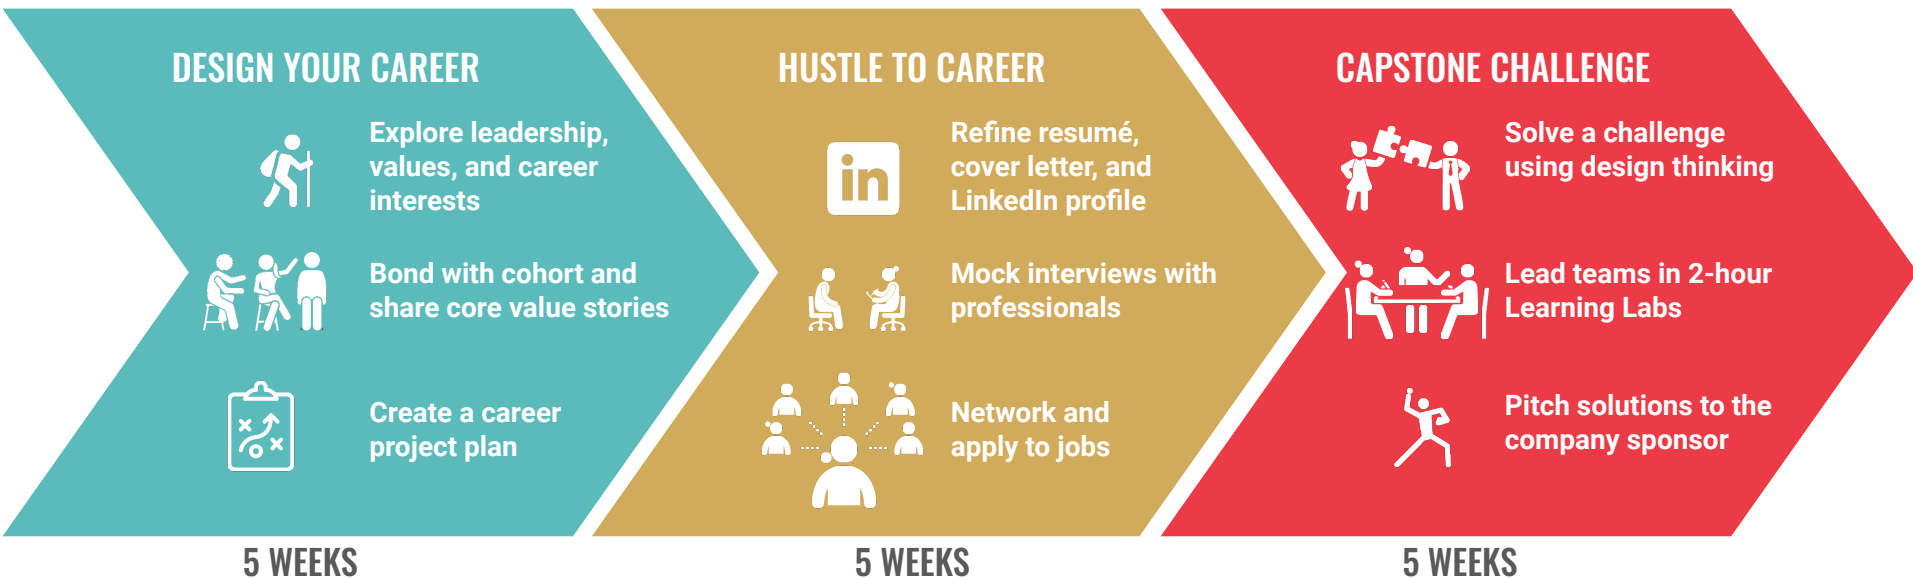 DESIGN YOUR CAREER
Explore leadership,
values, and career
interests
Bond with cohort and
share core value stories
Create a career
project plan
5 WEEKS
HUSTLE TO CAREER
in
Refine resumé,
cover letter, and
LinkedIn profile
Mock interviews with
professionals
Network and
apply to jobs
5 WEEKS
CAPSTONE CHALLENGE
Solve a challenge
using design thinking
Lead teams in 2-hour
Learning Labs
Pitch solutions to the
company sponsor
5 WEEKS